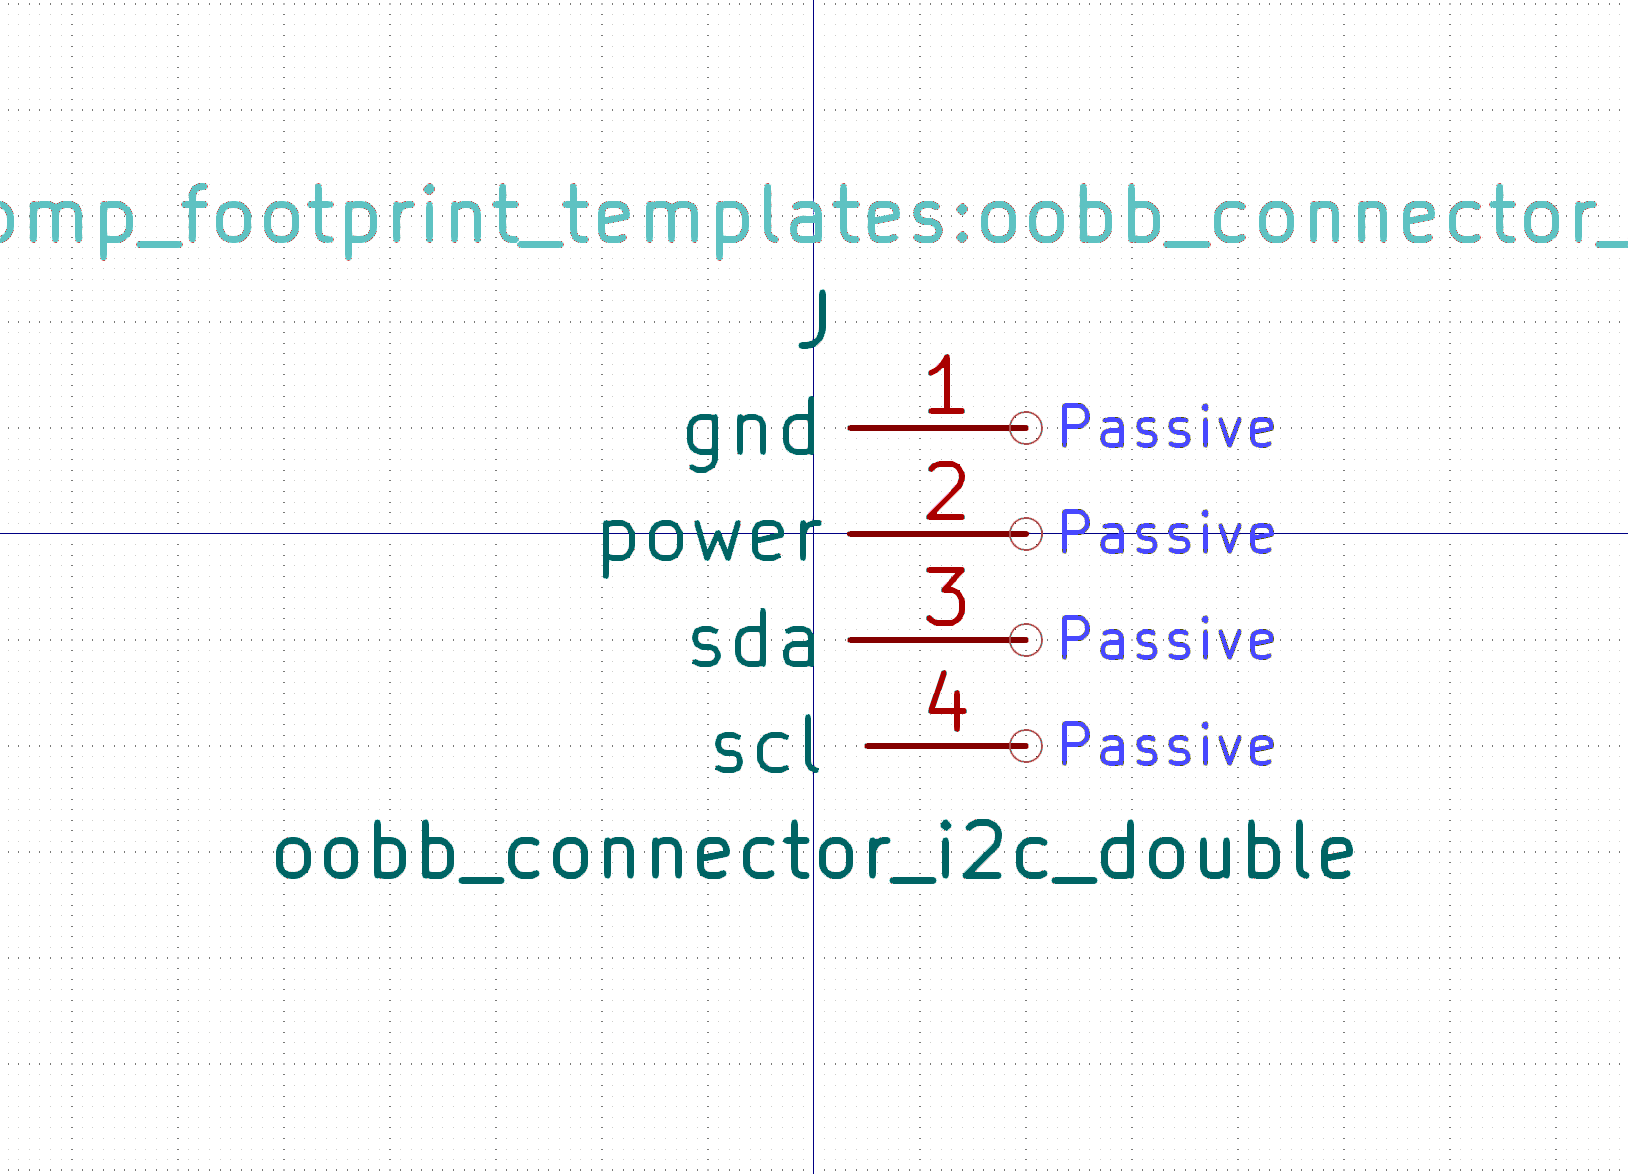 omp_footprint_templates:oobb_connector_
J
1
gnd Passive
2
power Passive
3
sda Passive
4
scl Passive
oobb_connector_i2c_double